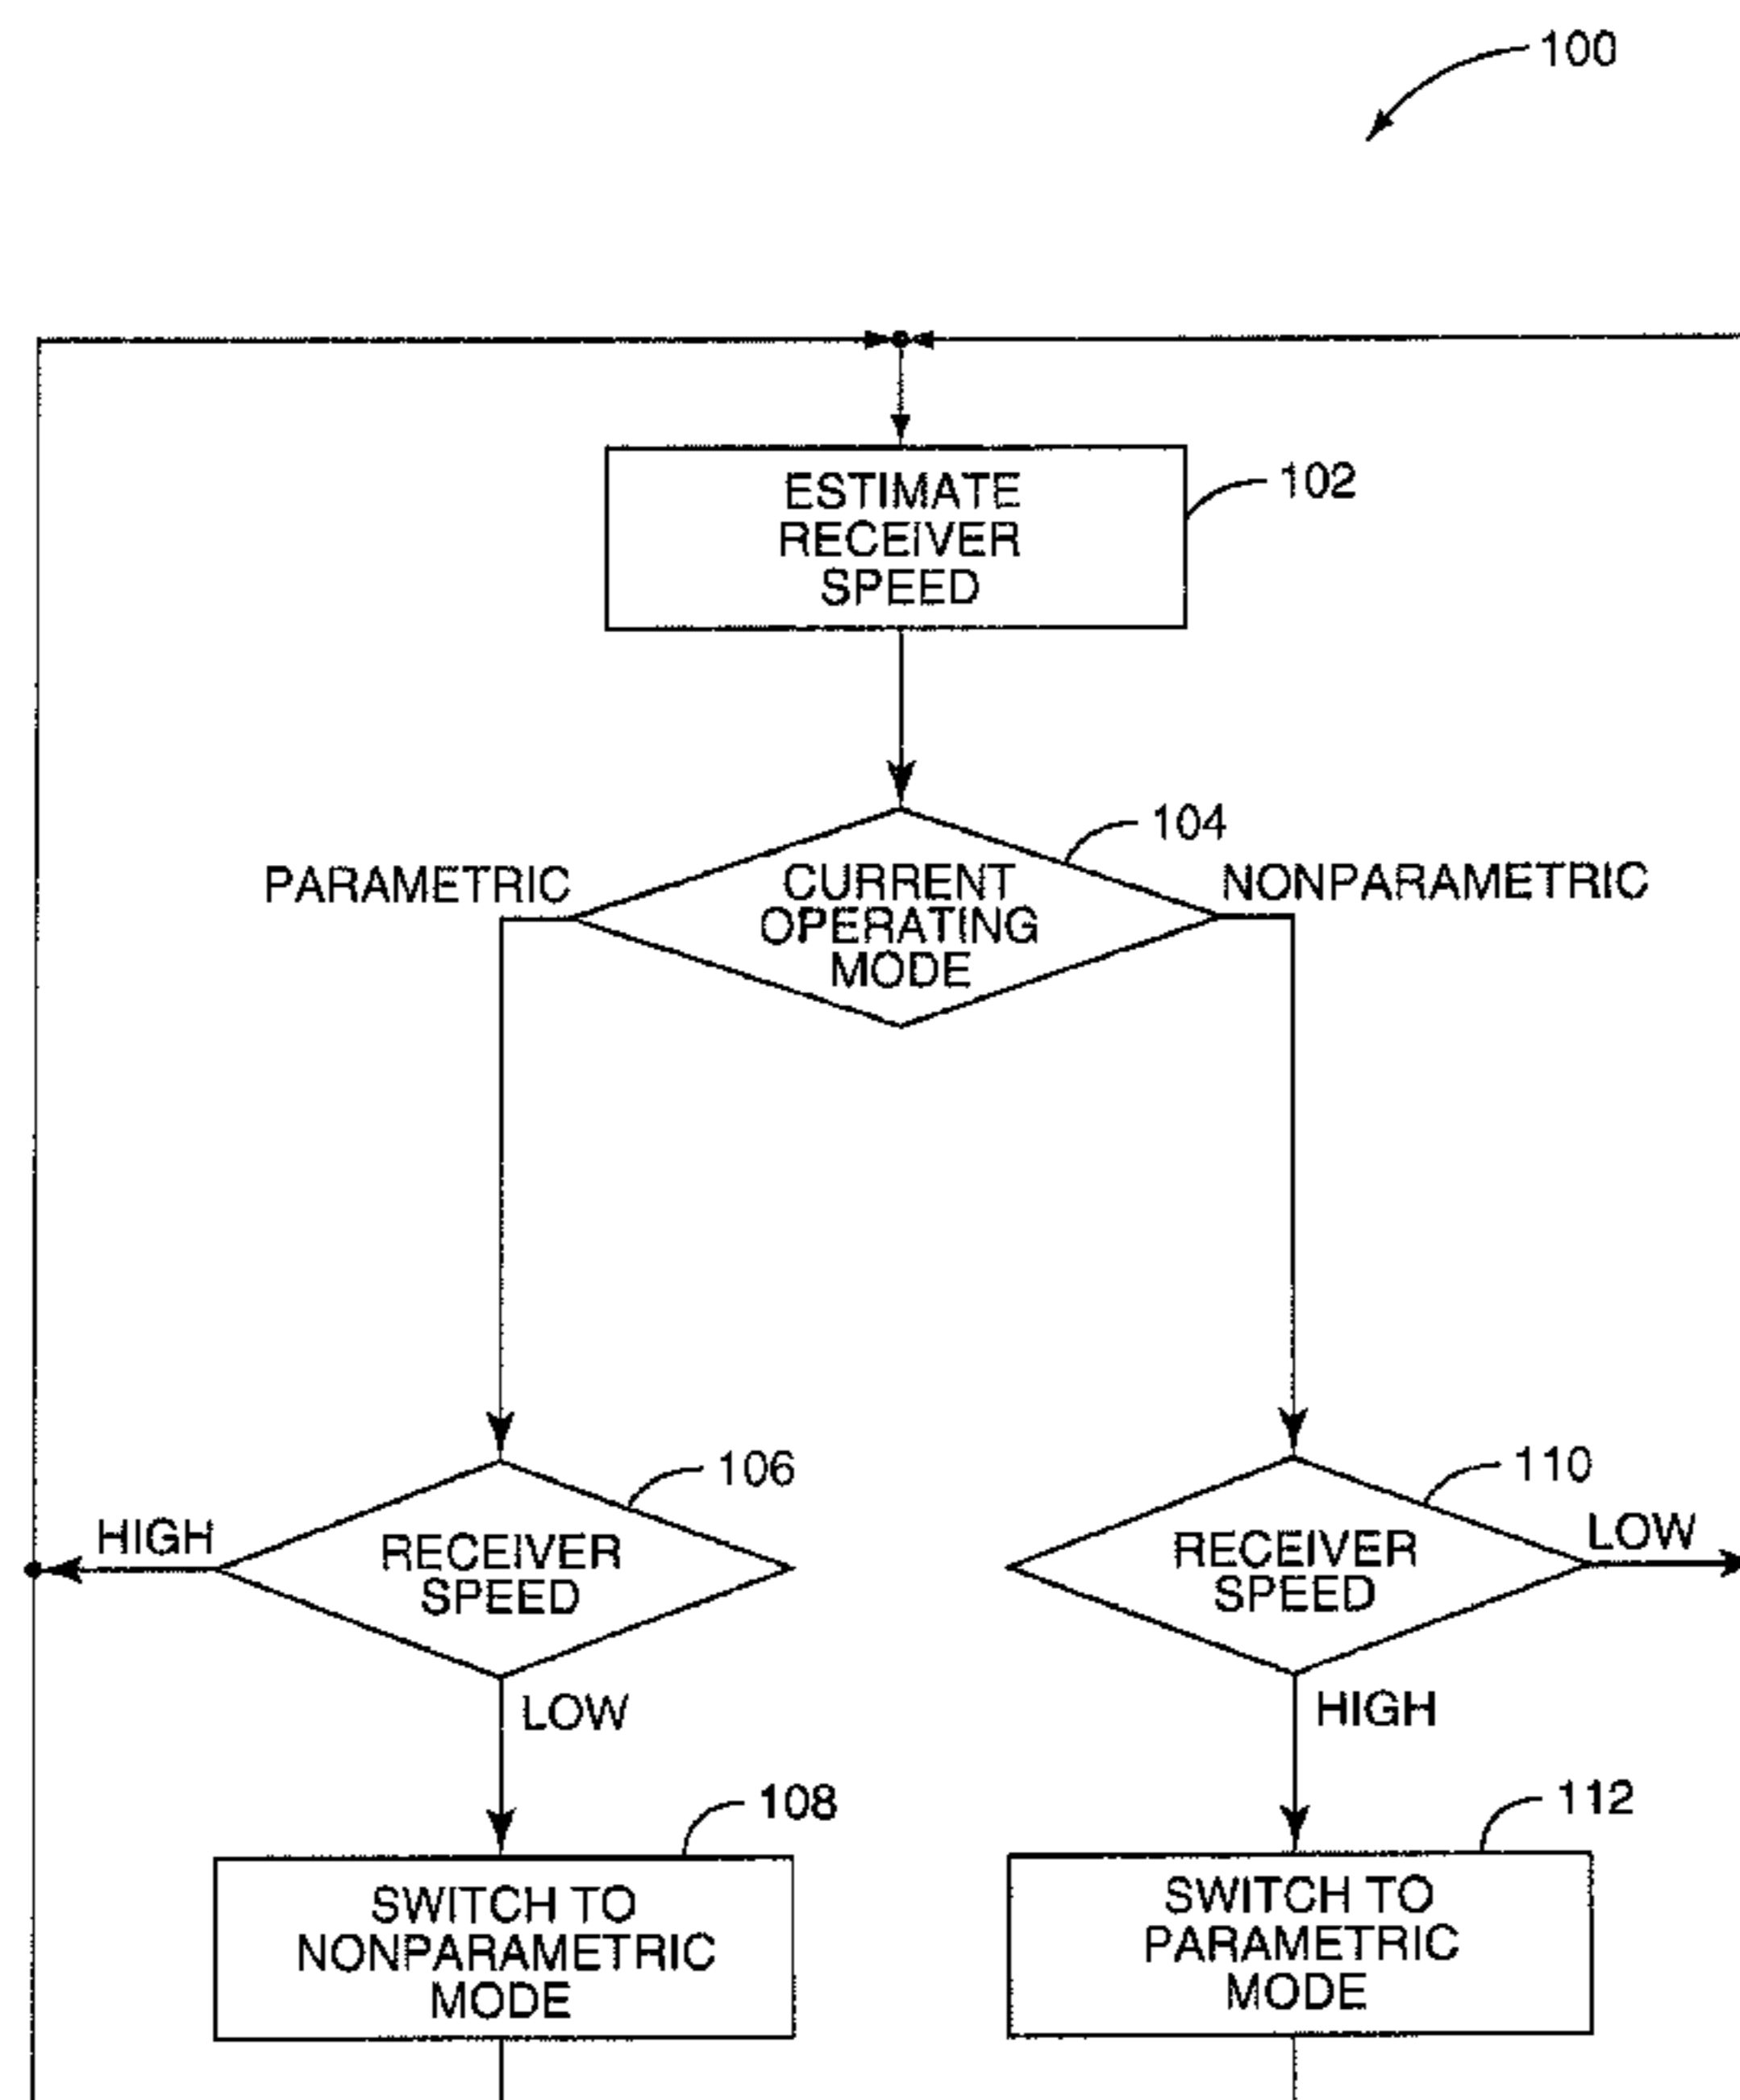 100
ESTIMATE
RECEIVER
SPEED
102
104
PARAMETRIC
CURRENT
OPERATING
MODE
NONPARAMETRIC
106
110
HIGH
RECEIVER
SPEED
RECEIVER
SPEED
LOW
LOW
HIGH
108
112
SWITCH TO
NONPARAMETRIC
MODE
SWITCH TO
PARAMETRIC
MODE